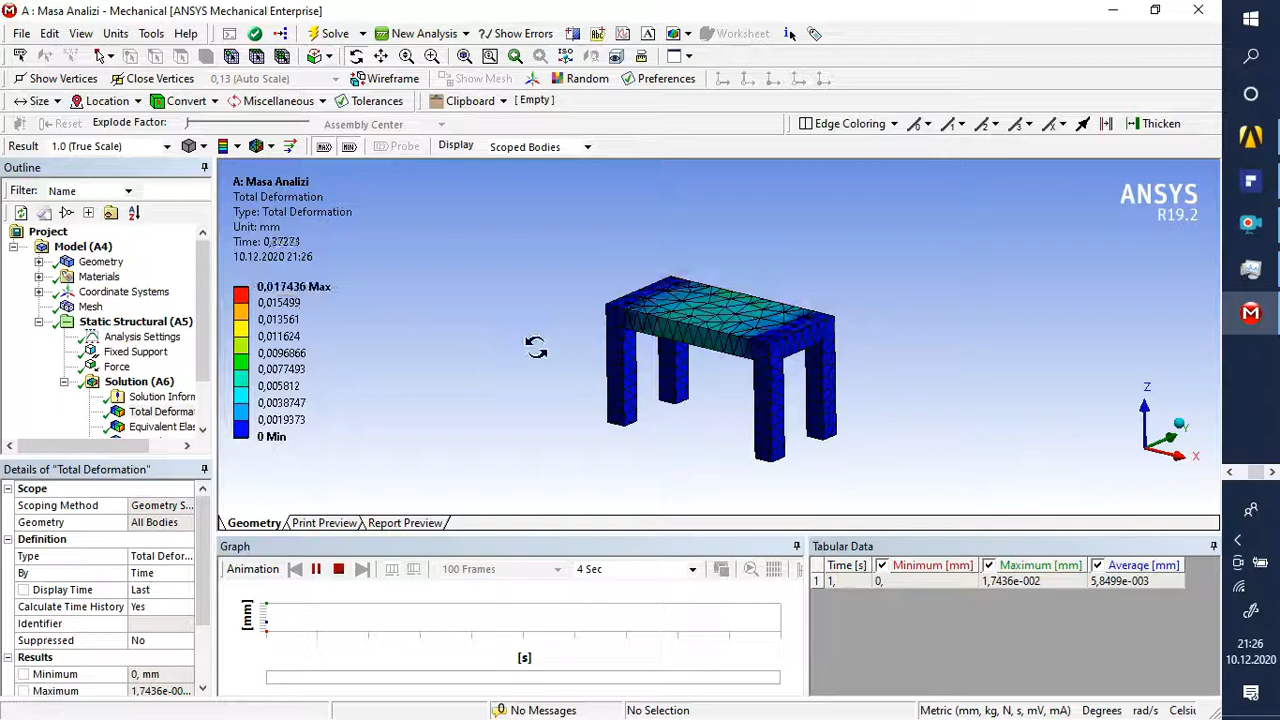 A : Masa Analizi - Mechanical [ANSYS Mechanical Enterprise]
File Edit View Units Tools Help Solve New Analysis ?/ Show Errors Worksheet
Show Vertices Close Vertices 0,13 (Auto Scale) Wireframe Show Mesh Random Preferences
Size Location Convert Miscellaneous Tolerances Clipboard [ Empty ]
Reset Explode Factor: Assembly Center Edge Coloring Thicken
Result 1.0 (True Scale) Probe Display Scoped Bodies
Outline
Filter: Name
Project
Model (A4)
Geometry
Materials
Coordinate Systems
Mesh
Static Structural (A5)
Analysis Settings
Fixed Support
Force
Solution (A6)
Solution Inform
Total Deforma
Equivalent Elas
A: Masa Analizi
Total Deformation
Type: Total Deformation
Unit: mm
10.12.2020 21:26
0,017436 Max
0,015499
0,013561
0,011624
0,0096866
0,0077493
0,005812
0,0038747
0,0019373
0 Min
ANSYS
R19.2
Z
Y
X
Geometry Print Preview Report Preview
Details of "Total Deformation"
Scope
Scoping Method Geometry S...
Geometry All Bodies
Definition
Type Total Defor...
By Time
Display Time Last
Calculate Time History Yes
Identifier
Suppressed No
Results
Minimum 0, mm
Maximum 1,7436e-00...
Graph
Animation 100 Frames 4 Sec
[mm]
[s]
Tabular Data
Time [s] Minimum [mm] Maximum [mm] Average [mm]
1 1, 0, 1,7436e-002 5,8499e-003
No Messages No Selection Metric (mm, kg, N, s, mV, mA) Degrees rad/s Celsi
21:26
10.12.2020